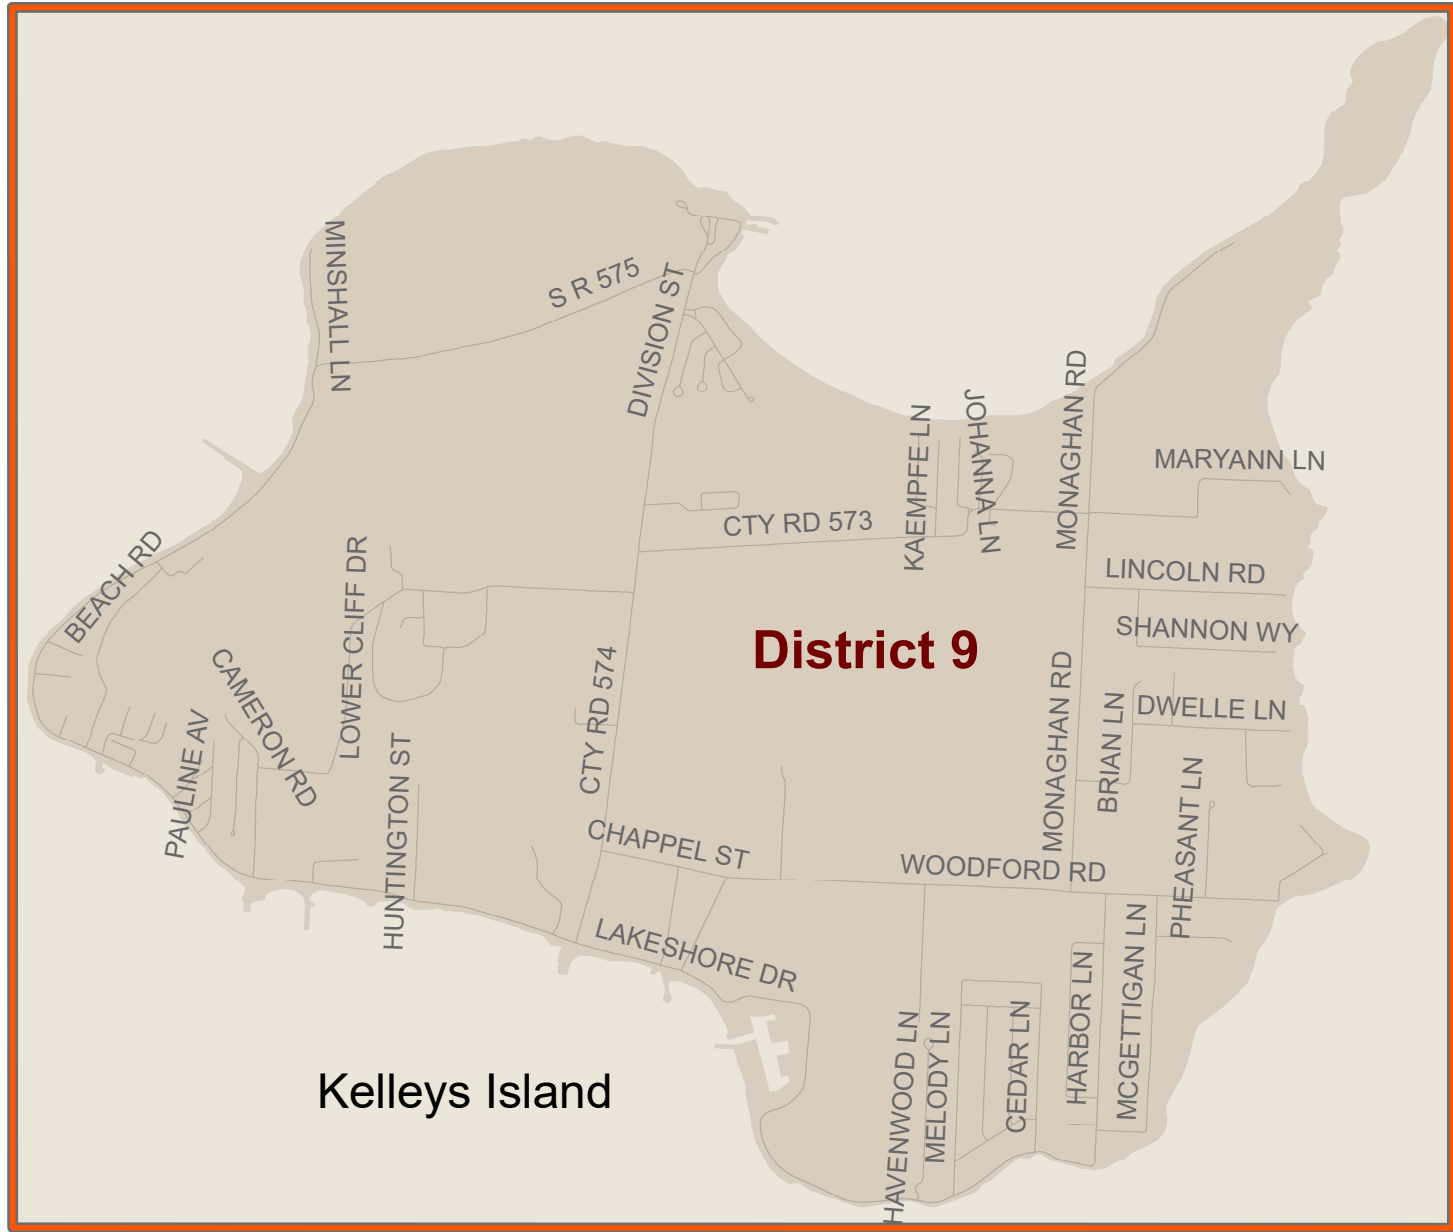 MINSHALL LN
S R 575
DIVISION ST
KAEMPFE LN
JOHANNA LN
MONAGHAN RD
MARYANN LN
CTY RD 573
BEACH RD
LOWER CLIFF DR
LINCOLN RD
SHANNON WY
District 9
CAMERON RD
CTY RD 574
MONAGHAN RD
BRIAN LN
DWELLE LN
PAULINE AV
HUNTINGTON ST
PHEASANT LN
CHAPPEL ST
WOODFORD RD
LAKESHORE DR
HAVENWOOD LN
MELODY LN
CEDAR LN
HARBOR LN
MCGETTIGAN LN
Kelleys Island